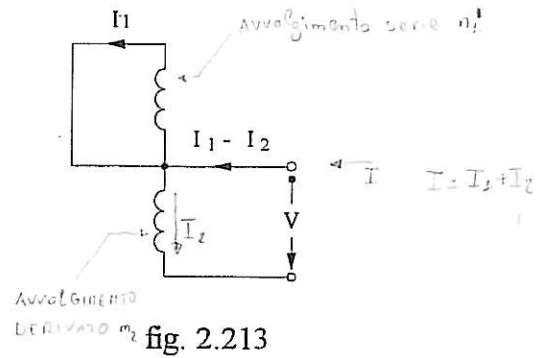 I1
Avvolgimento serie n1
I1 - I2
I
I = I1 + I2
V
I2
AVVOLGIMENTO
DERIVATO n2
fig. 2.213